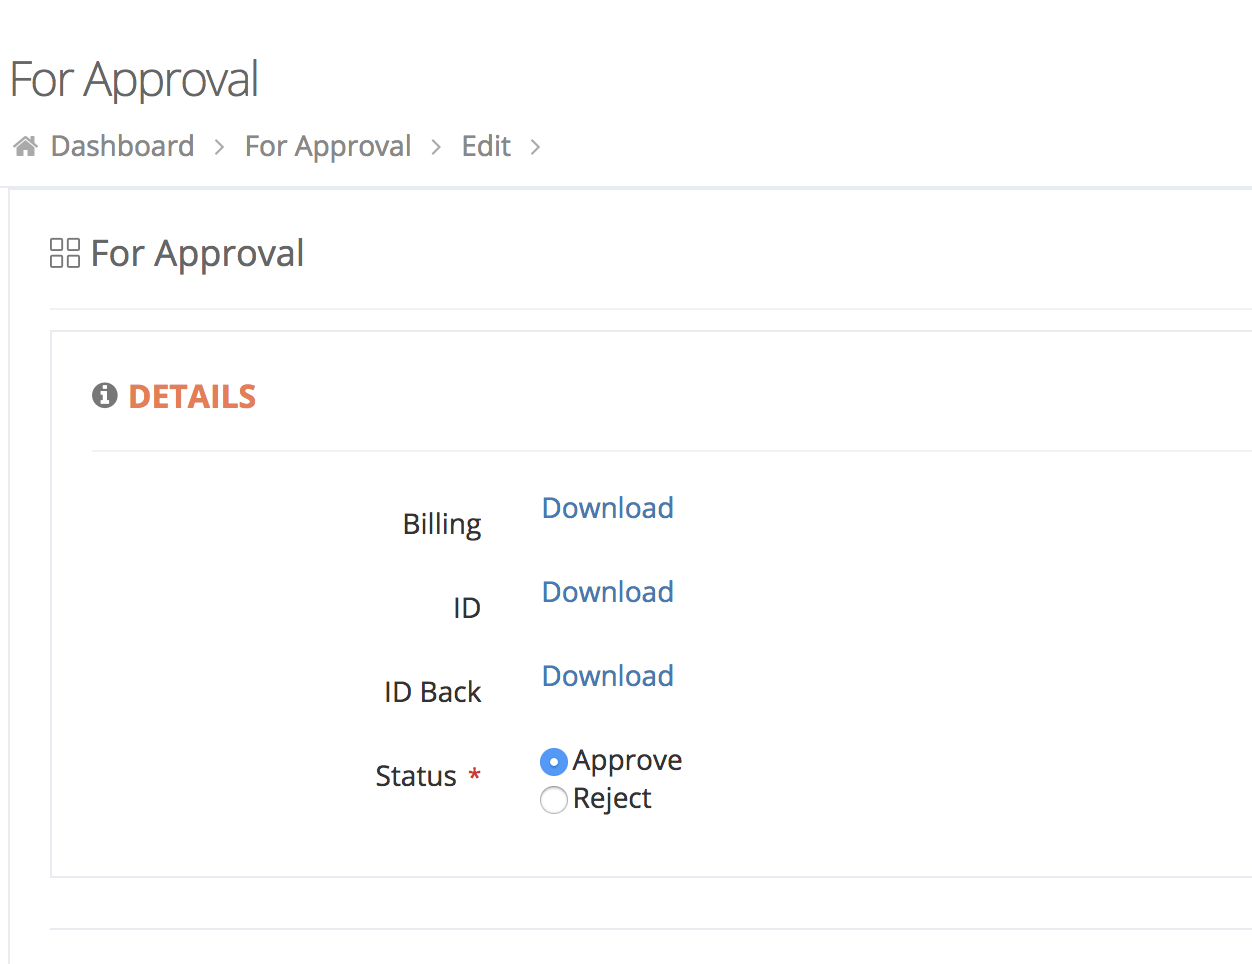 For Approval
Dashboard > For Approval > Edit >
For Approval
DETAILS
Billing Download
ID Download
ID Back Download
Status * Approve
Reject